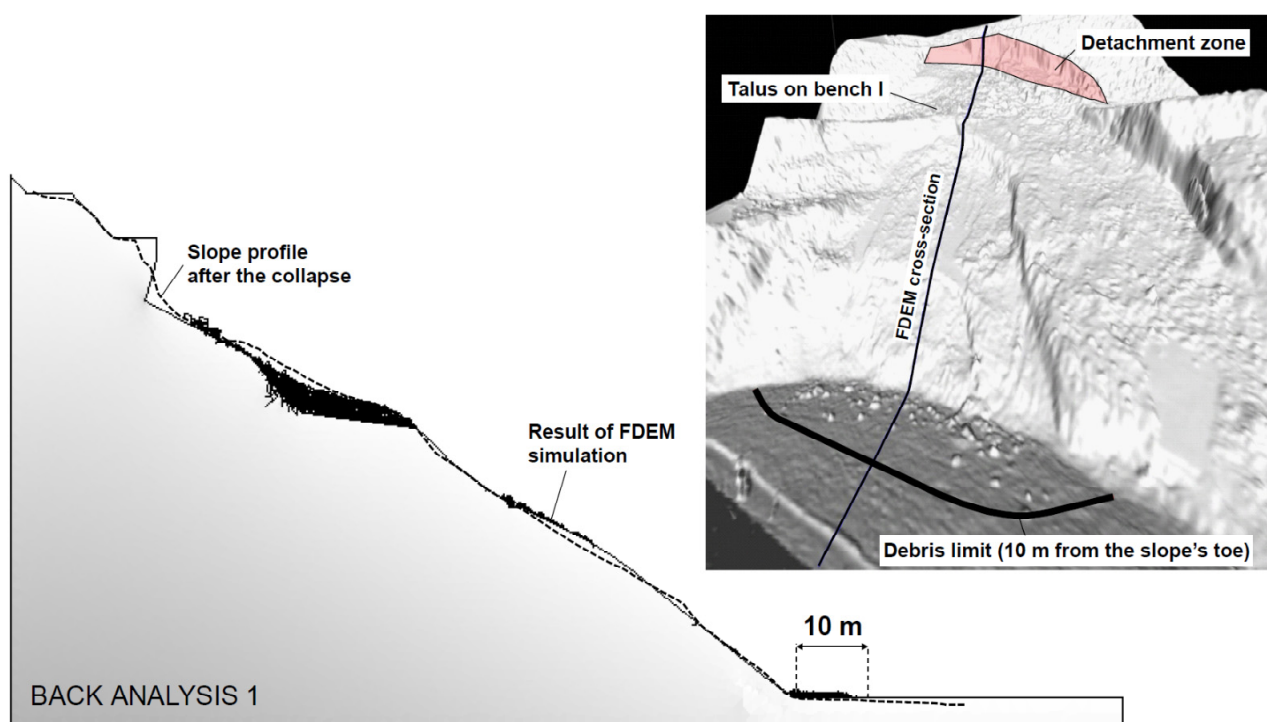 Detachment zone
Talus on bench I
FDEM cross-section
Slope profile
after the collapse
Result of FDEM
simulation
Debris limit (10 m from the slope's toe)
10 m
BACK ANALYSIS 1